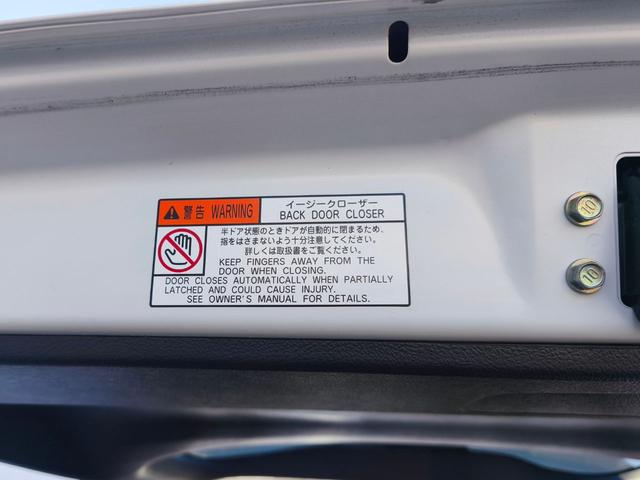 警告 WARNING
イージークローザー
BACK DOOR CLOSER
半ドア状態のときドアが自動的に閉まるため、
指をはさまないよう十分注意してください。
詳しくは取扱書をご覧ください。
KEEP FINGERS AWAY FROM THE
DOOR WHEN CLOSING.
DOOR CLOSES AUTOMATICALLY WHEN PARTIALLY
LATCHED AND COULD CAUSE INJURY.
SEE OWNER'S MANUAL FOR DETAILS.
10
10